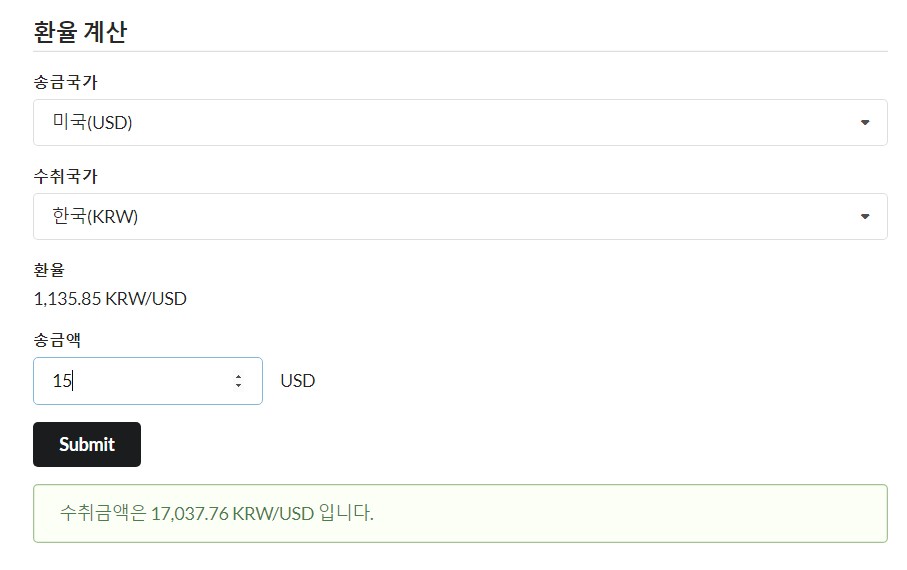 환율 계산
송금국가
미국(USD)
수취국가
한국(KRW)
환율
1,135.85 KRW/USD
송금액
15 USD
Submit
수취금액은 17,037.76 KRW/USD 입니다.